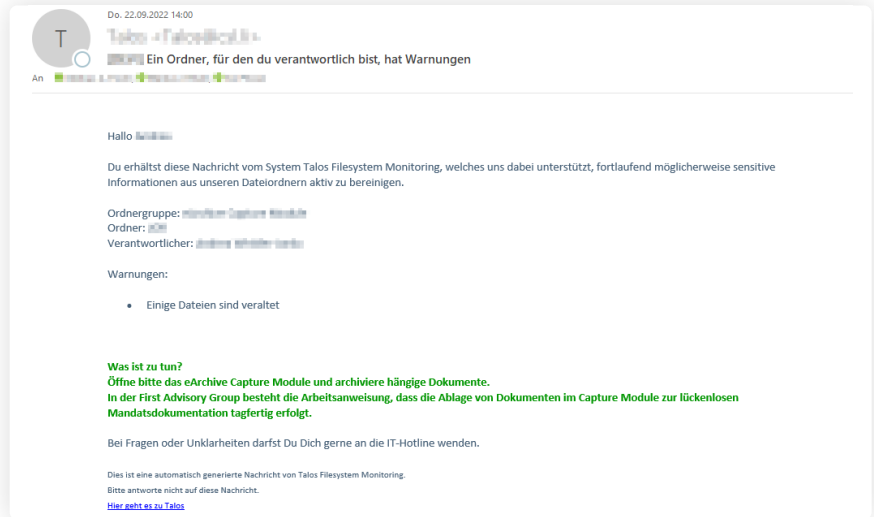 Do. 22.09.2022 14:00
T
Ein Ordner, für den du verantwortlich bist, hat Warnungen
An
Hallo
Du erhältst diese Nachricht vom System Talos Filesystem Monitoring, welches uns dabei unterstützt, fortlaufend möglicherweise sensitive
Informationen aus unseren Dateiordnern aktiv zu bereinigen.
Ordnergruppe:
Ordner:
Verantwortlicher:
Warnungen:
• Einige Dateien sind veraltet
Was ist zu tun?
Öffne bitte das eArchive Capture Module und archiviere hängige Dokumente.
In der First Advisory Group besteht die Arbeitsanweisung, dass die Ablage von Dokumenten im Capture Module zur lückenlosen
Mandatsdokumentation tagfertig erfolgt.
Bei Fragen oder Unklarheiten darfst Du Dich gerne an die IT-Hotline wenden.
Dies ist eine automatisch generierte Nachricht von Talos Filesystem Monitoring.
Bitte antworte nicht auf diese Nachricht.
Hier geht es zu Talos